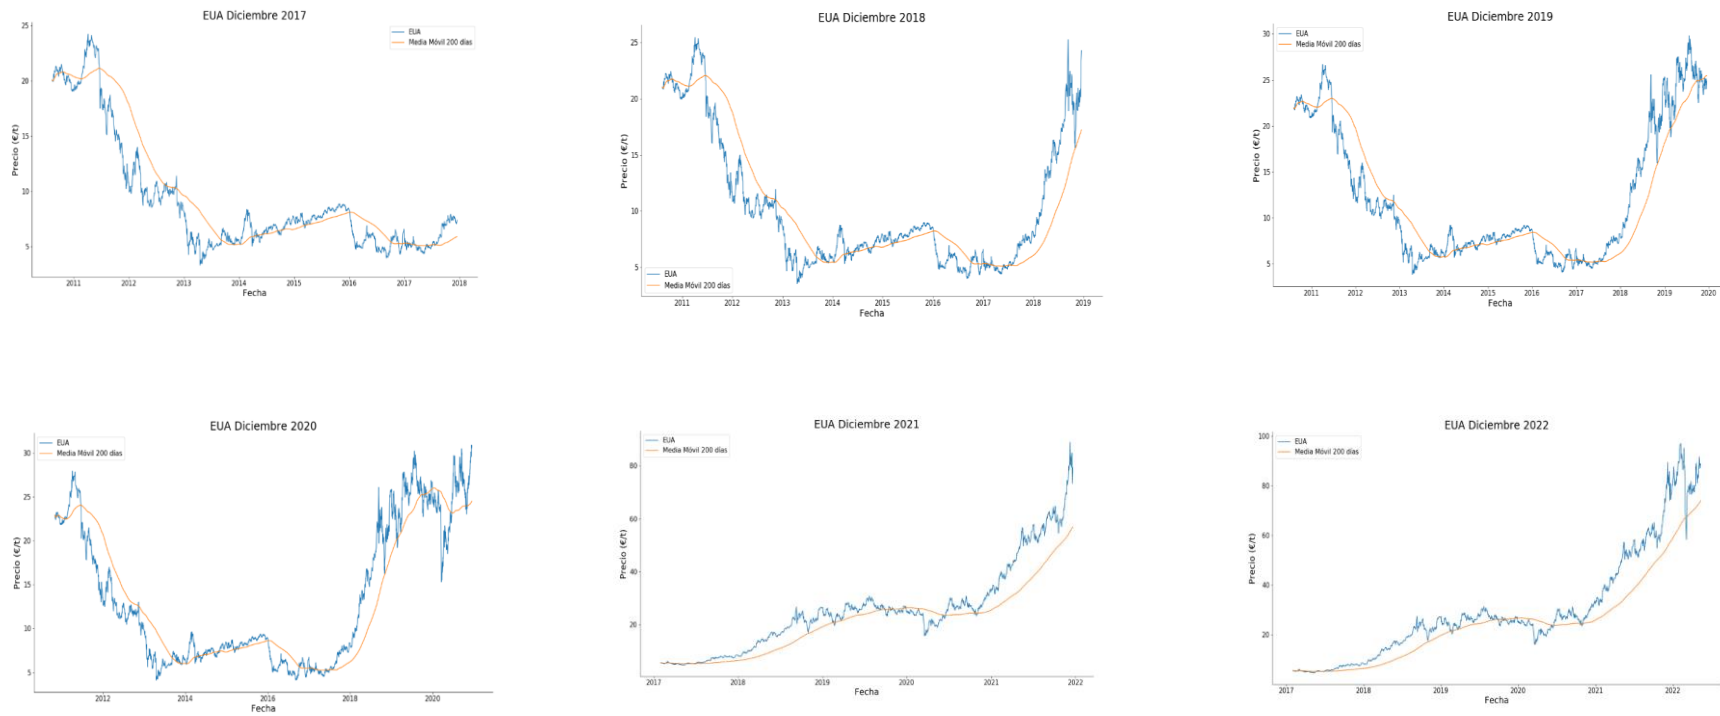 EUA Diciembre 2017
25
20
15
10
5
Precio (€/t)
EUA
Media Móvil 200 días
2011 2012 2013 2014 2015 2016 2017 2018
Fecha
EUA Diciembre 2018
25
20
15
10
5
Precio (€/t)
EUA
Media Móvil 200 días
2011 2012 2013 2014 2015 2016 2017 2018 2019
Fecha
EUA Diciembre 2019
30
25
20
15
10
5
Precio (€/t)
EUA
Media Móvil 200 días
2011 2012 2013 2014 2015 2016 2017 2018 2019 2020
Fecha
EUA Diciembre 2020
30
25
20
15
10
5
Precio (€/t)
EUA
Media Móvil 200 días
2012 2014 2016 2018 2020
Fecha
EUA Diciembre 2021
80
60
40
20
Precio (€/t)
EUA
Media Móvil 200 días
2017 2018 2019 2020 2021 2022
Fecha
EUA Diciembre 2022
100
80
60
40
20
Precio (€/t)
EUA
Media Móvil 200 días
2017 2018 2019 2020 2021 2022
Fecha